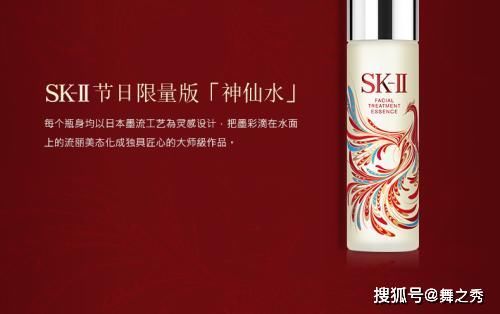 SK-II节日限量版「神仙水」
每个瓶身均以日本墨流工艺為灵感设计，把墨彩滴在水面
上的流丽美态化成独具匠心的大师級作品。
SK-II
FACIAL
TREATMENT
ESSENCE
搜狐号@舞之秀